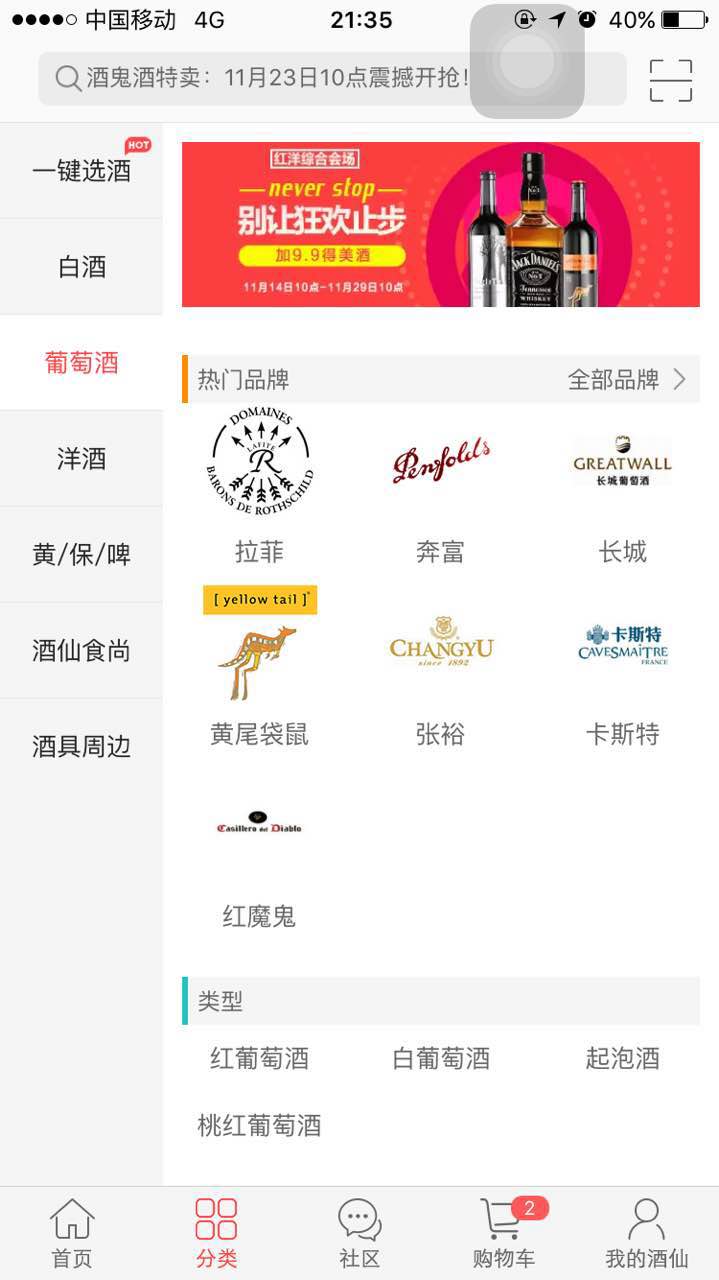 中国移动 4G 21:35 40%
酒鬼酒特卖：11月23日10点震撼开抢！
HOT
一键选酒
白酒
葡萄酒
洋酒
黄/保/啤
酒仙食尚
酒具周边
红洋综合会场
never stop
别让狂欢止步
加9.9得美酒
11月14日10点-11月29日10点
JACK DANIEL'S
Tennessee
WHISKEY
热门品牌 全部品牌
DOMAINES
LAFITE
R
BARONS DE ROTHSCHILD
Penfolds
GREATWALL
长城葡萄酒
拉菲 奔富 长城
[ yellow tail ]
CHANGYU
since 1892
卡斯特
CAVESMAITRE
FRANCE
黄尾袋鼠 张裕 卡斯特
Casillero del Diablo
红魔鬼
类型
红葡萄酒 白葡萄酒 起泡酒
桃红葡萄酒
2
首页 分类 社区 购物车 我的酒仙